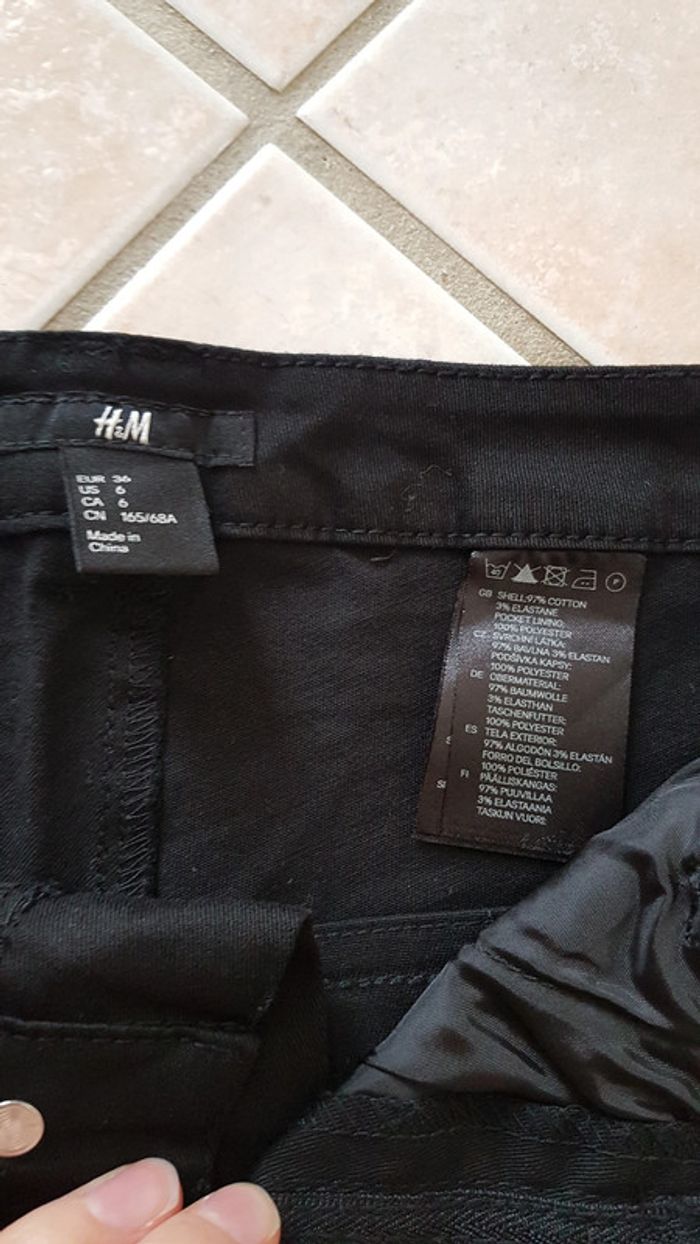 H&M
EUR 36
US 6
CA 6
CN 165/68A
Made in
China
40
P
GB SHELL:97% COTTON
3% ELASTANE
POCKET LINING:
100% POLYESTER
CZ SVRCHNÍ LÁTKA:
97% BAVLNA 3% ELASTAN
PODŠÍVKA KAPSY:
100% POLYESTER
DE OBERMATERIAL:
97% BAUMWOLLE
3% ELASTHAN
TASCHENFUTTER:
100% POLYESTER
ES TELA EXTERIOR:
97% ALGODÓN 3% ELASTÁN
FORRO DEL BOLSILLO:
100% POLIÉSTER
FI PÄÄLLISKANGAS:
97% PUUVILLAA
3% ELASTAANIA
TASKUN VUORI: